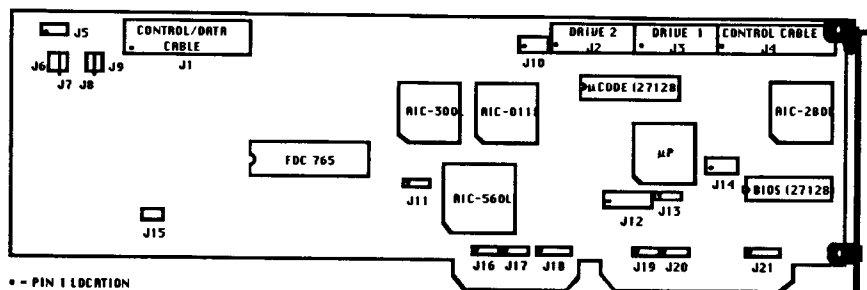 J5
CONTROL/DATA
CABLE
J1
J6
J7
J8
J9
J10
DRIVE 2
J2
DRIVE 1
J3
CONTROL CABLE
J4
µCODE (27128)
AIC-300L
AIC-011
AIC-280L
FDC 765
µP
J14
J11
AIC-560L
J12
J13
BIOS (27128)
J15
J16
J17
J18
J19
J20
J21
• - PIN 1 LOCATION